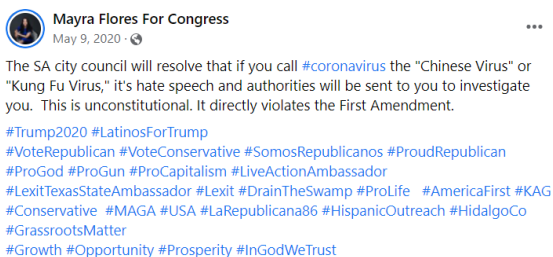 Mayra Flores For Congress
May 9, 2020 ·
The SA city council will resolve that if you call #coronavirus the "Chinese Virus" or
"Kung Fu Virus," it's hate speech and authorities will be sent to you to investigate
you. This is unconstitutional. It directly violates the First Amendment.
#Trump2020 #LatinosForTrump
#VoteRepublican #VoteConservative #SomosRepublicanos #ProudRepublican
#ProGod #ProGun #ProCapitalism #LiveActionAmbassador
#LexitTexasStateAmbassador #Lexit #DrainTheSwamp #ProLife #AmericaFirst #KAG
#Conservative #MAGA #USA #LaRepublicana86 #HispanicOutreach #HidalgoCo
#GrassrootsMatter
#Growth #Opportunity #Prosperity #InGodWeTrust